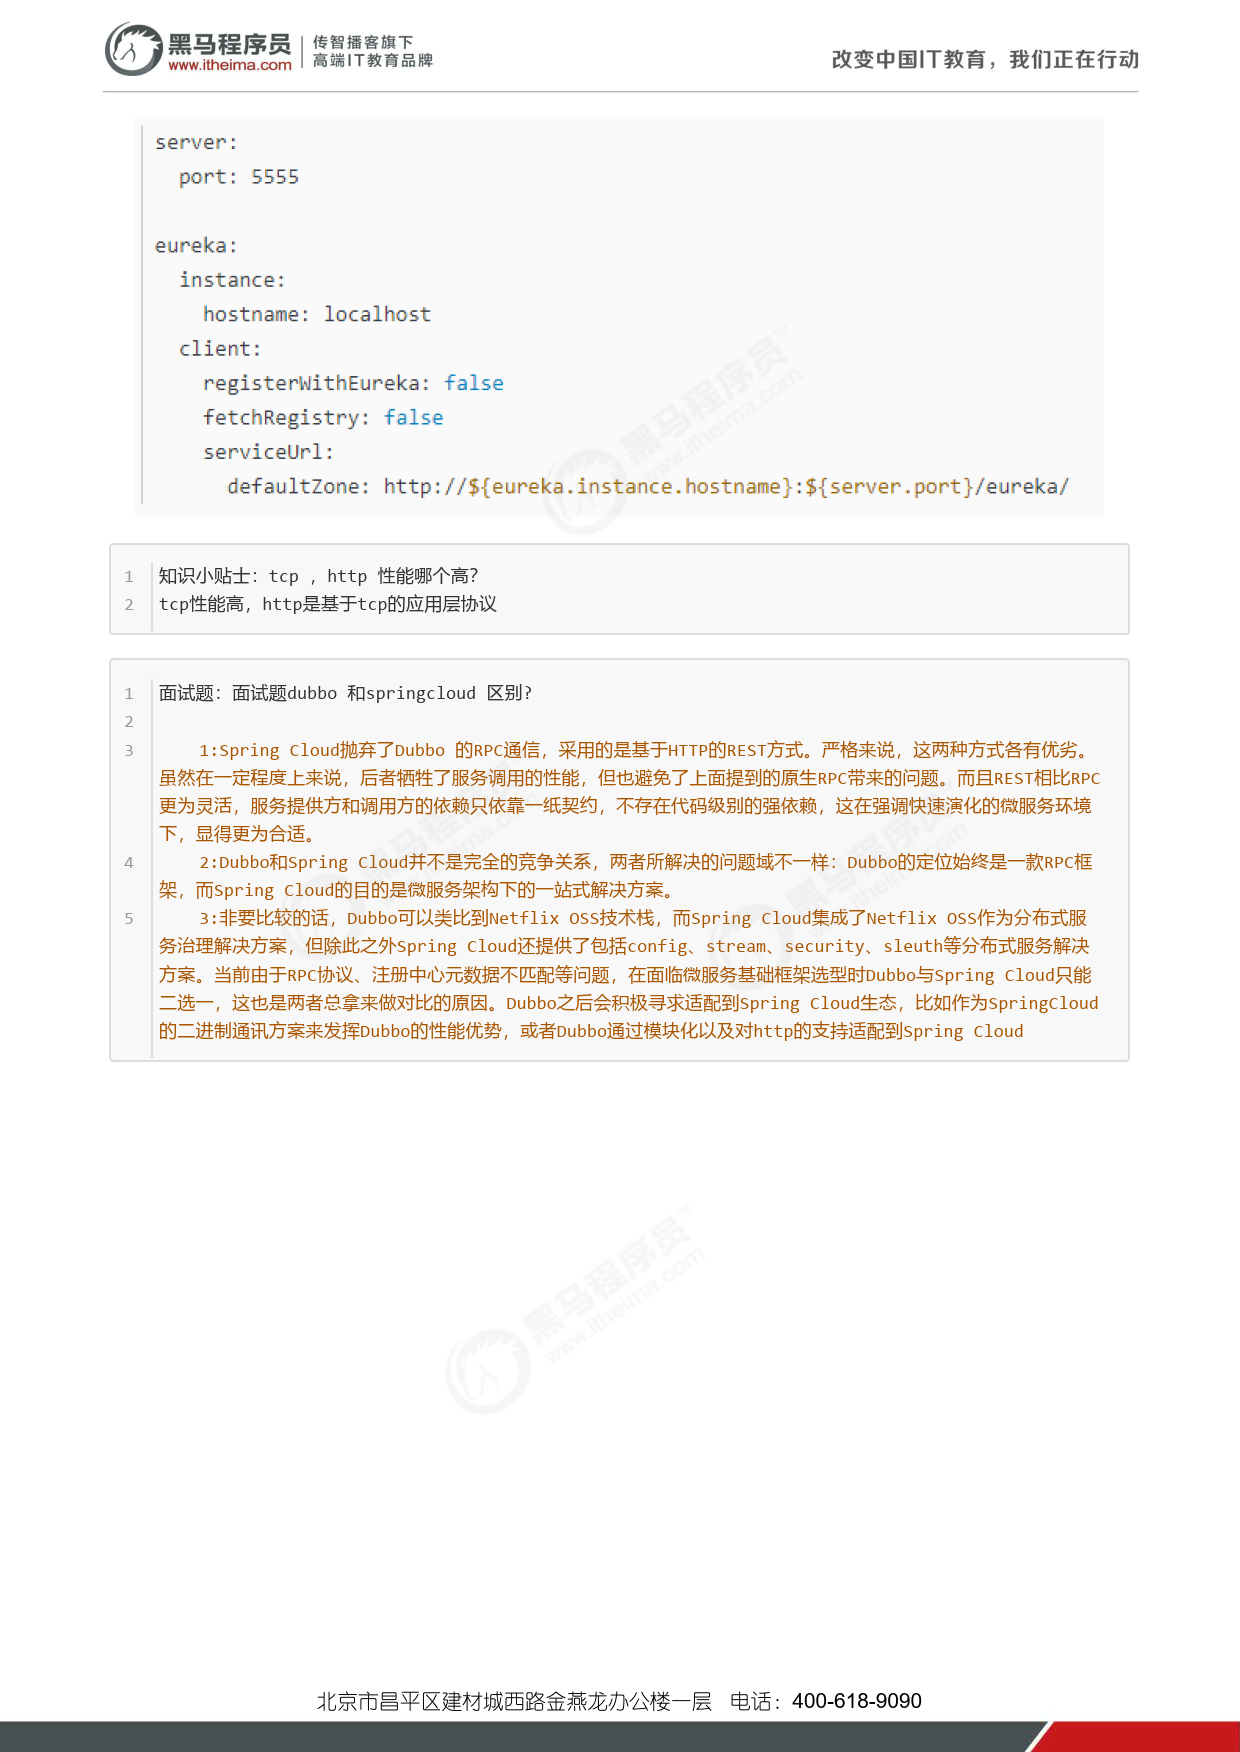 黑马程序员
www.itheima.com
传智播客旗下
高端IT教育品牌
改变中国IT教育，我们正在行动
server:
  port: 5555
eureka:
  instance:
    hostname: localhost
  client:
    registerWithEureka: false
    fetchRegistry: false
    serviceUrl:
      defaultZone: http://${eureka.instance.hostname}:${server.port}/eureka/
1 知识小贴士：tcp ，http 性能哪个高？
2 tcp性能高，http是基于tcp的应用层协议
1 面试题：面试题dubbo 和springcloud 区别?
2
3     1:Spring Cloud抛弃了Dubbo 的RPC通信，采用的是基于HTTP的REST方式。严格来说，这两种方式各有优劣。
虽然在一定程度上来说，后者牺牲了服务调用的性能，但也避免了上面提到的原生RPC带来的问题。而且REST相比RPC
更为灵活，服务提供方和调用方的依赖只依靠一纸契约，不存在代码级别的强依赖，这在强调快速演化的微服务环境
下，显得更为合适。
4     2:Dubbo和Spring Cloud并不是完全的竞争关系，两者所解决的问题域不一样：Dubbo的定位始终是一款RPC框
架，而Spring Cloud的目的是微服务架构下的一站式解决方案。
5     3:非要比较的话，Dubbo可以类比到Netflix OSS技术栈，而Spring Cloud集成了Netflix OSS作为分布式服
务治理解决方案，但除此之外Spring Cloud还提供了包括config、stream、security、sleuth等分布式服务解决
方案。当前由于RPC协议、注册中心元数据不匹配等问题，在面临微服务基础框架选型时Dubbo与Spring Cloud只能
二选一，这也是两者总拿来做对比的原因。Dubbo之后会积极寻求适配到Spring Cloud生态，比如作为SpringCloud
的二进制通讯方案来发挥Dubbo的性能优势，或者Dubbo通过模块化以及对http的支持适配到Spring Cloud
北京市昌平区建材城西路金燕龙办公楼一层 电话：400-618-9090